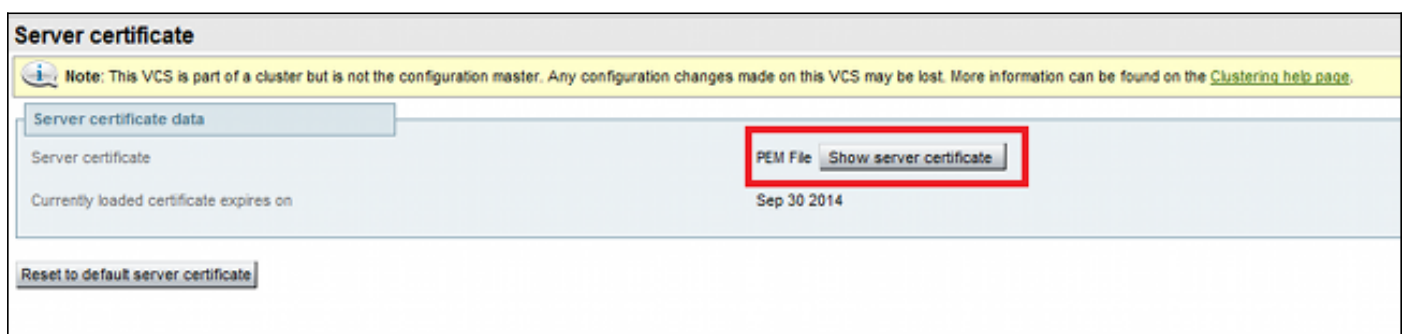 Server certificate
Note: This VCS is part of a cluster but is not the configuration master. Any configuration changes made on this VCS may be lost. More information can be found on the Clustering help page.
Server certificate data
Server certificate PEM File Show server certificate
Currently loaded certificate expires on Sep 30 2014
Reset to default server certificate